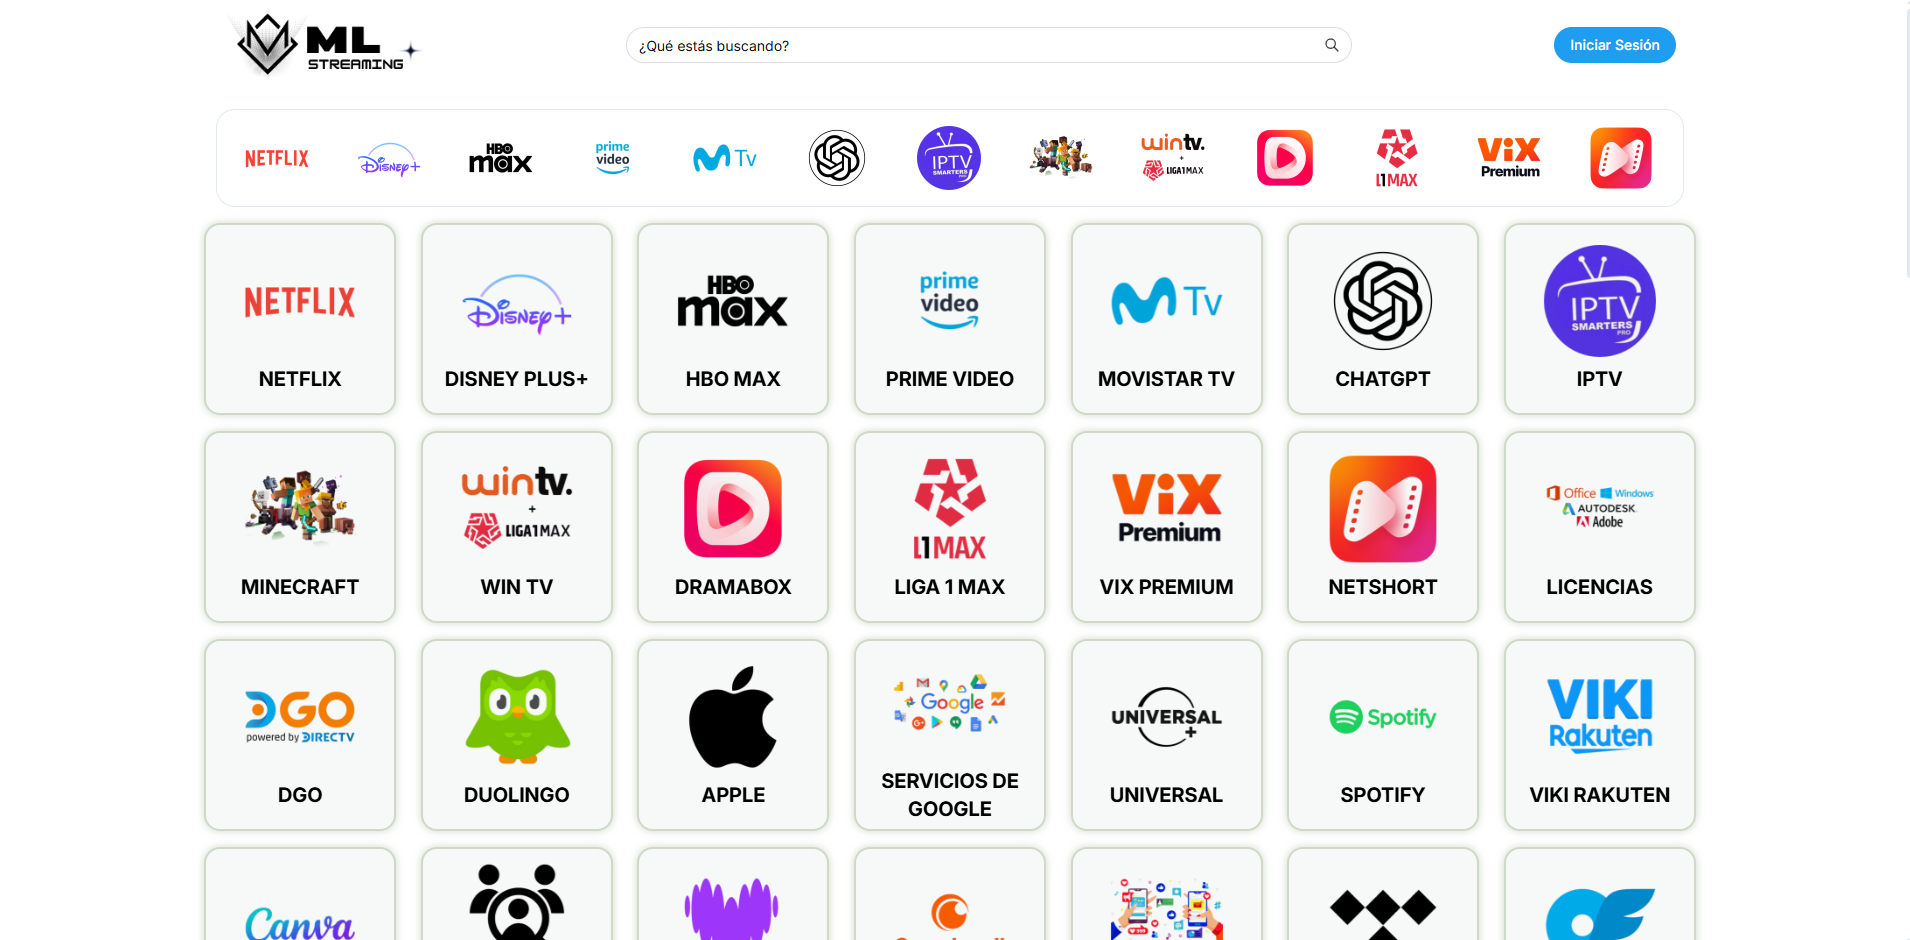 ML
STREAMING
¿Qué estás buscando?
Iniciar Sesión
NETFLIX
Disney+
HBO
max
prime
video
Tv
IPTV
SMARTERS
PRO
wintv.
+
LIGA1MAX
L1MAX
ViX
Premium
NETFLIX
Disney+
HBO
max
prime
video
Tv
IPTV
SMARTERS
PRO
NETFLIX
DISNEY PLUS+
HBO MAX
PRIME VIDEO
MOVISTAR TV
CHATGPT
IPTV
wintv.
+
LIGA1MAX
L1MAX
ViX
Premium
Office Windows
AUTODESK
Adobe
MINECRAFT
WIN TV
DRAMABOX
LIGA 1 MAX
VIX PREMIUM
NETSHORT
LICENCIAS
DGO
powered by DIRECTV
Google
UNIVERSAL
+
Spotify
VIKI
Rakuten
DGO
DUOLINGO
APPLE
SERVICIOS DE
GOOGLE
UNIVERSAL
SPOTIFY
VIKI RAKUTEN
Canva